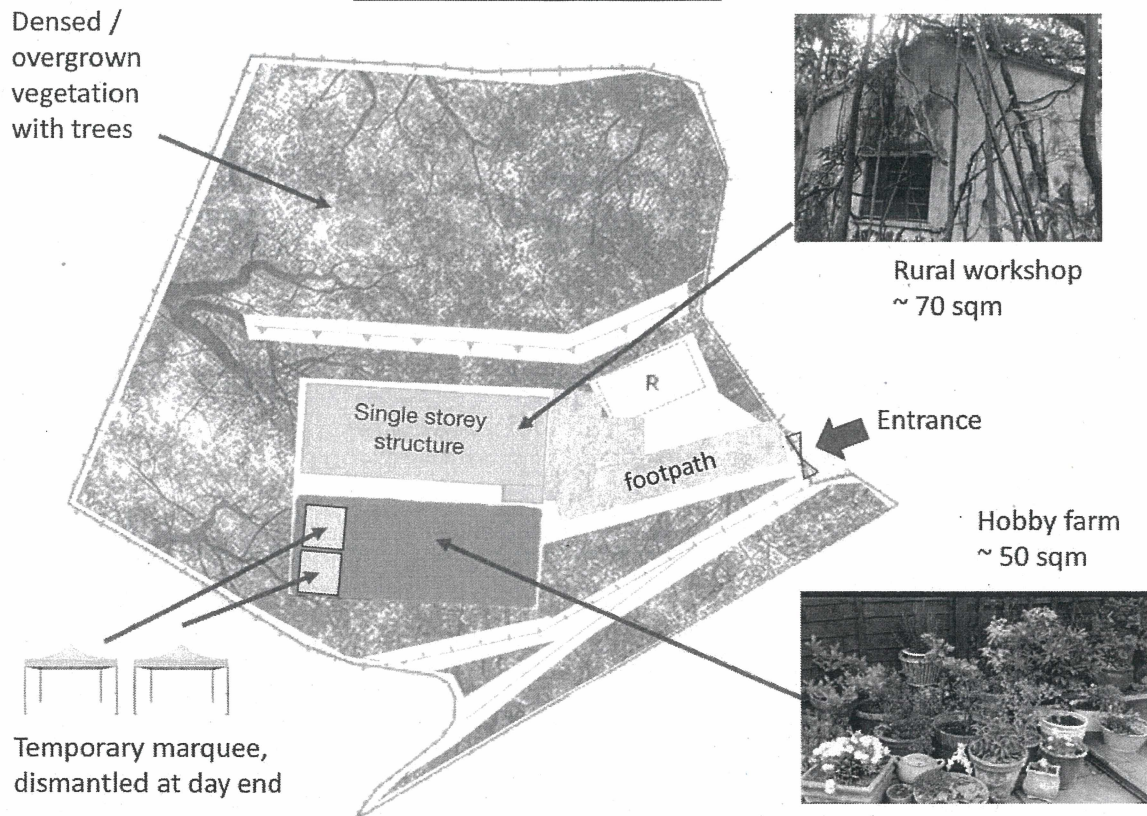 Densed /
overgrown
vegetation
with trees
Rural workshop
~ 70 sqm
R
Single storey
structure
Entrance
footpath
Hobby farm
~ 50 sqm
Temporary marquee,
dismantled at day end